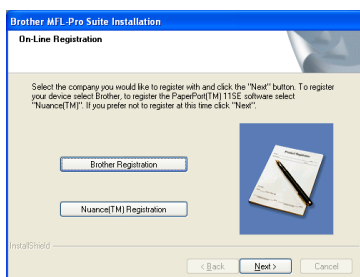 Brother MFL-Pro Suite Installation
On-Line Registration
Select the company you would like to register with and click the "Next" button. To register
your device select Brother, to register the PaperPort(TM) 11SE software select
"Nuance(TM)". If you prefer not to register at this time click "Next".
Brother Registration
Product Registration
Nuance(TM) Registration
InstallShield
< Back
Next >
Cancel